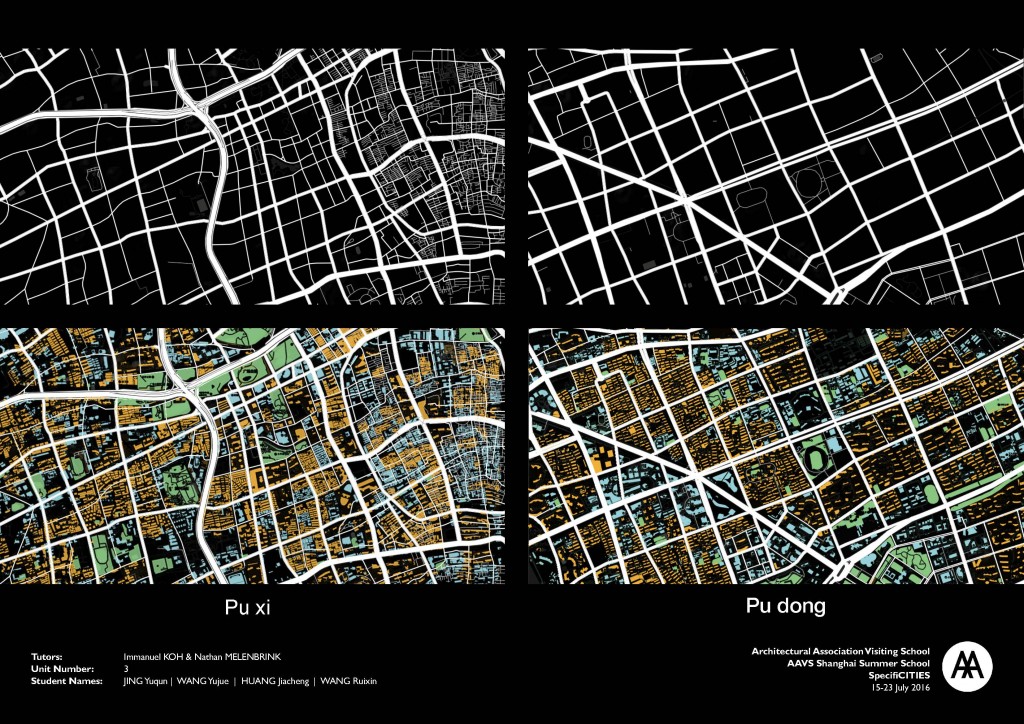 Pu xi
Pu dong
Tutors: Immanuel KOH & Nathan MELENBRINK
Unit Number: 3
Student Names: JING Yuqun | WANG Yujue | HUANG Jiacheng | WANG Ruixin
Architectural Association Visiting School
AAVS Shanghai Summer School
SpecifiCITIES
15-23 July 2016
AA